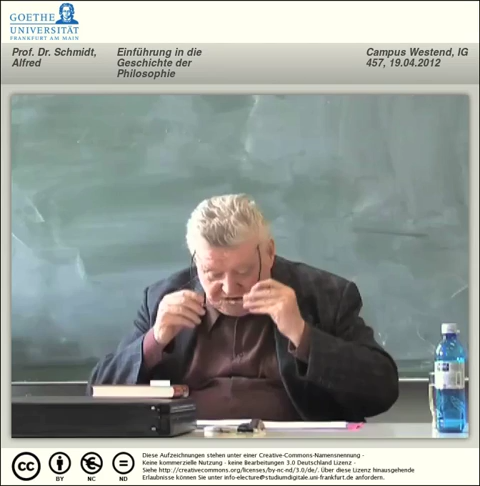 GOETHE
UNIVERSITÄT
FRANKFURT AM MAIN
Prof. Dr. Schmidt,
Alfred
Einführung in die
Geschichte der
Philosophie
Campus Westend, IG
457, 19.04.2012
cc
BY
NC
ND
Diese Aufzeichnungen stehen unter einer Creative-Commons-Namensnennung -
Keine kommerzielle Nutzung - keine Bearbeitungen 3.0 Deutschland Lizenz -
Siehe http://creativecommons.org/licenses/by-nc-nd/3.0/de/. Über diese Lizenz hinausgehende
Erlaubnisse können Sie unter info-electure@studiumdigitale.uni-frankfurt.de anfordern.